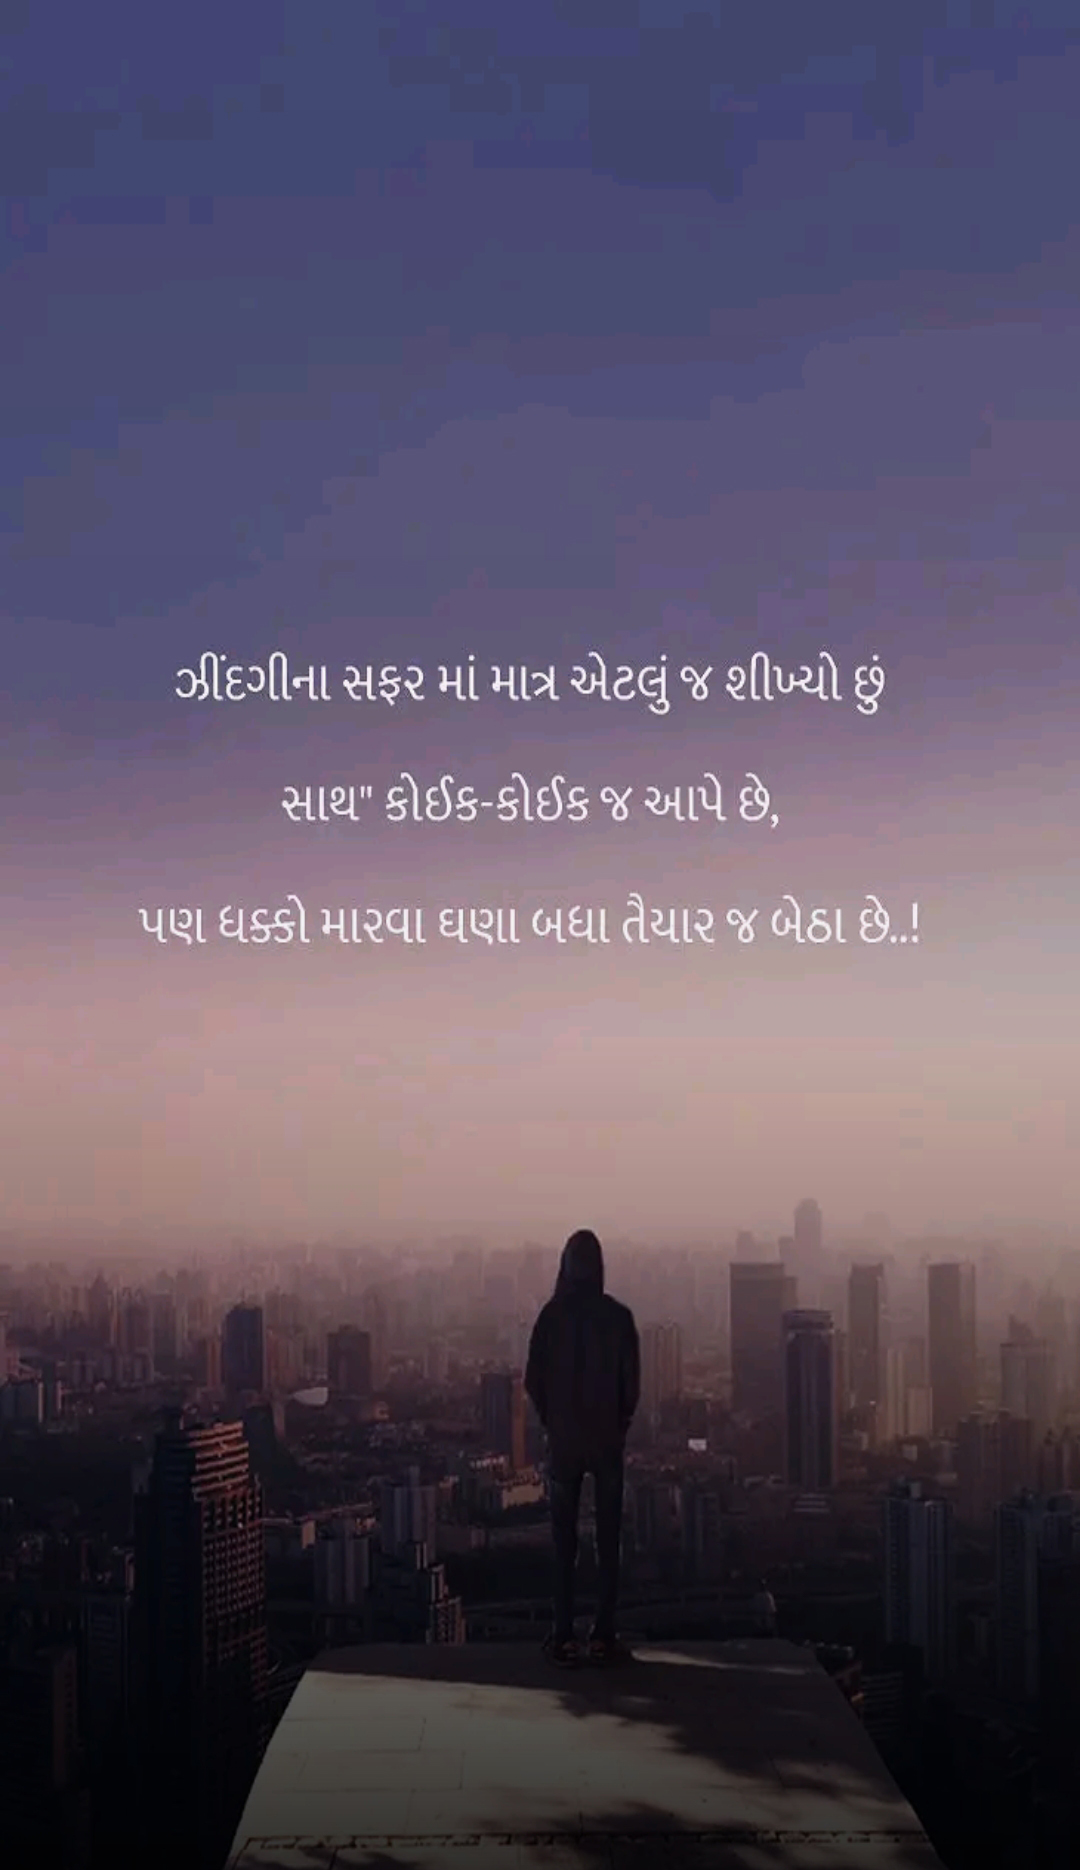 ઝીંદગીના સફર માં માત્ર એટલું જ શીખ્યો છું
સાથ" કોઈક-કોઈક જ આપે છે,
પણ ધક્કો મારવા ઘણા બધા તૈયાર જ બેઠા છે..!